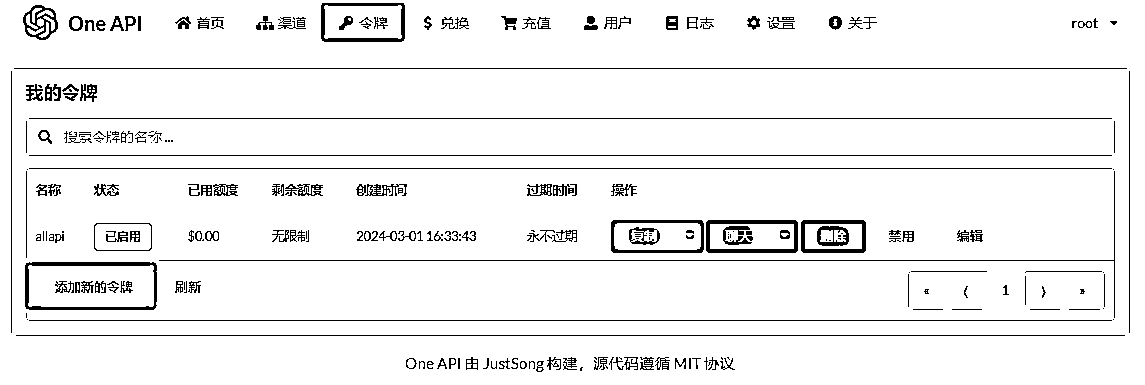 One API 首页 渠道 令牌 兑换 充值 用户 日志 设置 关于 root
我的令牌
搜索令牌的名称 ...
名称 状态 已用额度 剩余额度 创建时间 过期时间 操作
allapi 已启用 $0.00 无限制 2024-03-01 16:33:43 永不过期 复制 聊天 删除 禁用 编辑
添加新的令牌 刷新 « ⟨ 1 ⟩ »
One API 由 JustSong 构建，源代码遵循 MIT 协议